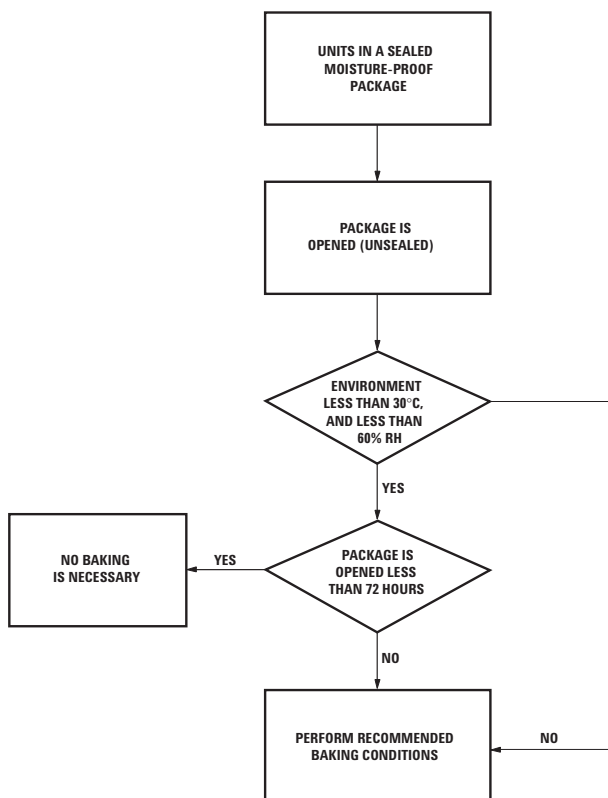 UNITS IN A SEALED
MOISTURE-PROOF
PACKAGE
PACKAGE IS
OPENED (UNSEALED)
ENVIRONMENT
LESS THAN 30°C,
AND LESS THAN
60% RH
YES
NO BAKING
IS NECESSARY
YES
PACKAGE IS
OPENED LESS
THAN 72 HOURS
NO
PERFORM RECOMMENDED
BAKING CONDITIONS
NO